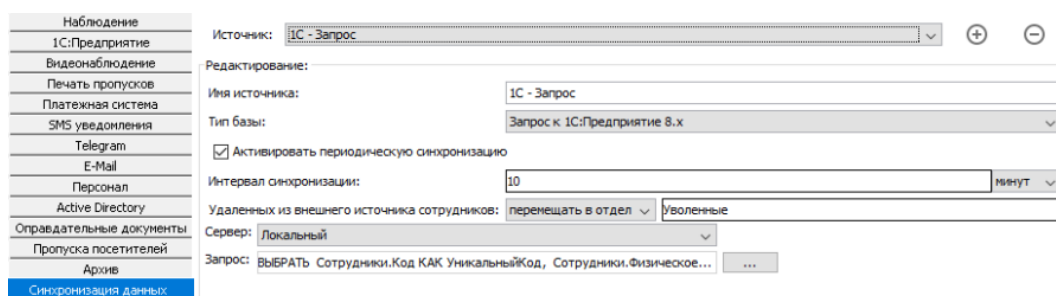 Наблюдение
1С:Предприятие
Видеонаблюдение
Печать пропусков
Платежная система
SMS уведомления
Telegram
E-Mail
Персонал
Active Directory
Оправдательные документы
Пропуска посетителей
Архив
Синхронизация данных
Источник: 1С - Запрос
Редактирование:
Имя источника: 1С - Запрос
Тип базы: Запрос к 1С:Предприятие 8.x
Активировать периодическую синхронизацию
Интервал синхронизации: 10 минут
Удаленных из внешнего источника сотрудников: перемещать в отдел Уволенные
Сервер: Локальный
Запрос: ВЫБРАТЬ Сотрудники.Код КАК УникальныйКод, Сотрудники.Физическое... ...